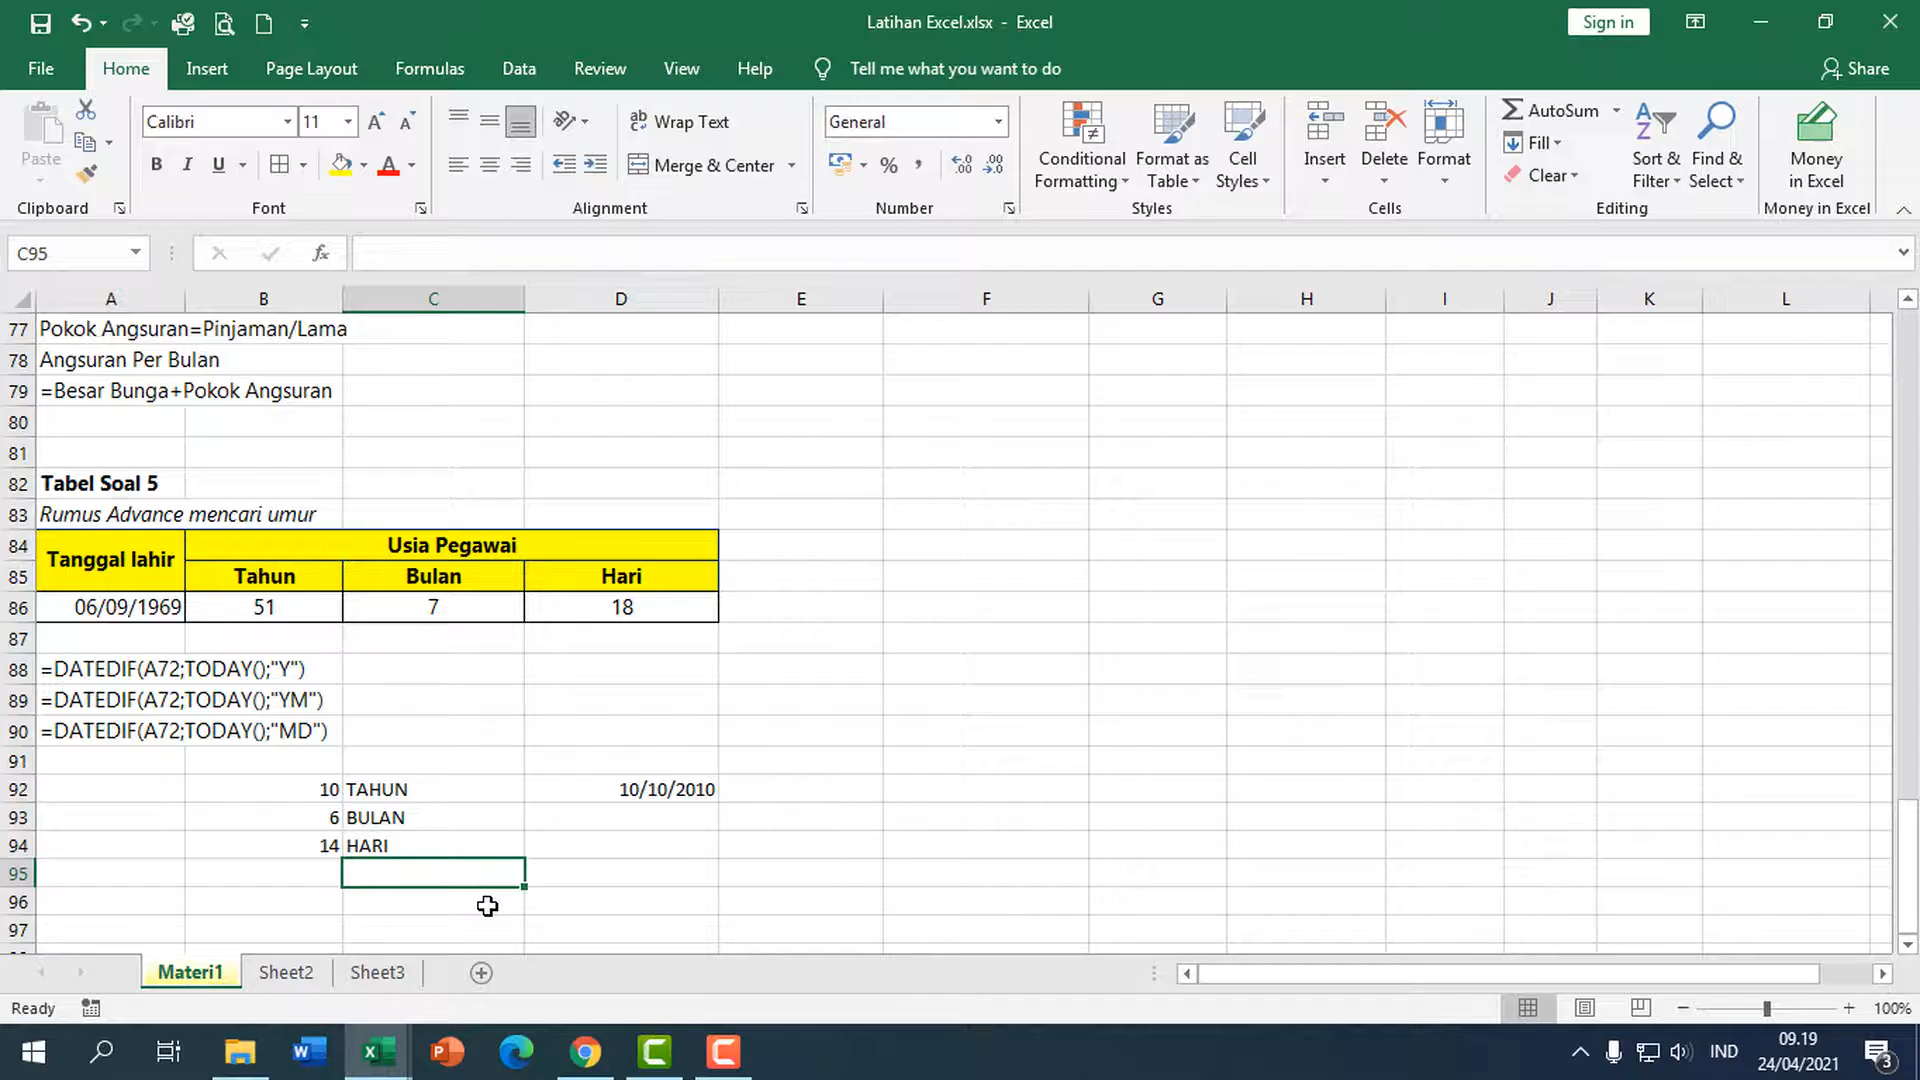 Latihan Excel.xlsx - Excel
Sign in
File Home Insert Page Layout Formulas Data Review View Help Tell me what you want to do Share
Paste
Clipboard
Calibri 11
B I U
Font
Wrap Text
Merge & Center
Alignment
General
Number
Conditional Formatting
Format as Table
Cell Styles
Styles
Insert
Delete
Format
Cells
AutoSum
Fill
Clear
Sort & Filter
Find & Select
Editing
Money in Excel
Money in Excel
C95 fx
A B C D E F G H I J K L
77 Pokok Angsuran=Pinjaman/Lama
78 Angsuran Per Bulan
79 =Besar Bunga+Pokok Angsuran
80
81
82 Tabel Soal 5
83 Rumus Advance mencari umur
84 Tanggal lahir Usia Pegawai
85 Tahun Bulan Hari
86 06/09/1969 51 7 18
87
88 =DATEDIF(A72;TODAY();"Y")
89 =DATEDIF(A72;TODAY();"YM")
90 =DATEDIF(A72;TODAY();"MD")
91
92 10 TAHUN 10/10/2010
93 6 BULAN
94 14 HARI
95
96
97
Materi1 Sheet2 Sheet3
Ready 100%
IND 09.19
24/04/2021
3